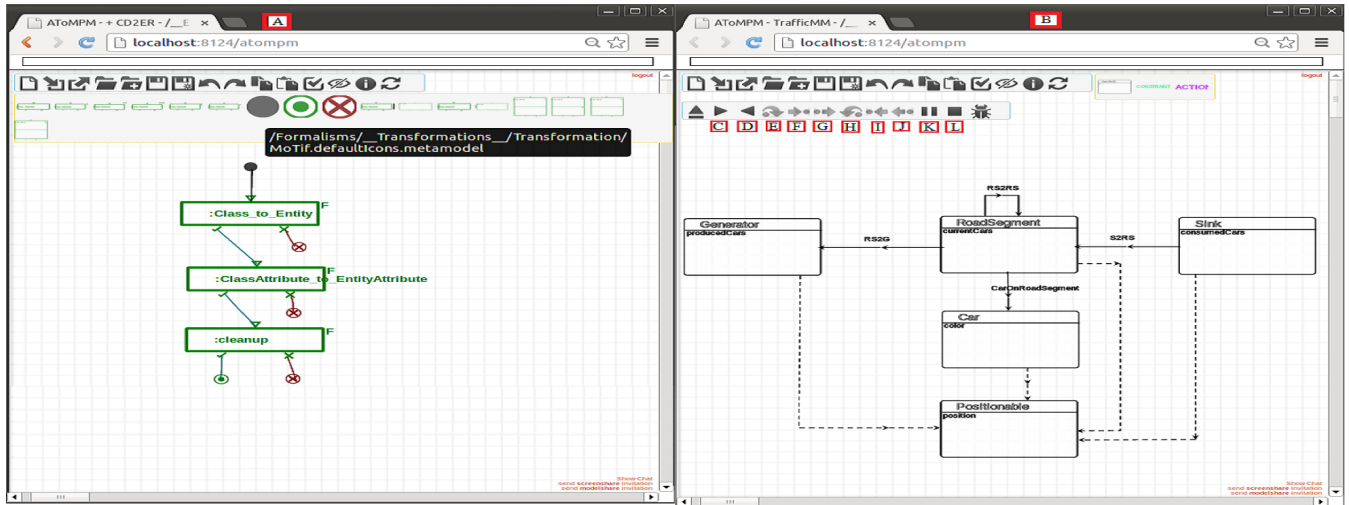 AToMPM - + CD2ER - /__E
A
localhost:8124/atompm
logout
/Formalisms/__Transformations__/Transformation/
MoTif.defaultIcons.metamodel
:Class_to_Entity
F
:ClassAttribute_to_EntityAttribute
F
:cleanup
F
Show Chat
send screenshare invitation
send modelshare invitation
AToMPM - TrafficMM - /__
B
localhost:8124/atompm
logout
constraint ACTION
C D E F G H I J K L
RS2RS
Generator
producedCars
RS2G
RoadSegment
currentCars
S2RS
Sink
consumedCars
CarOnRoadSegment
Car
color
Positionable
position
Show Chat
send screenshare invitation
send modelshare invitation